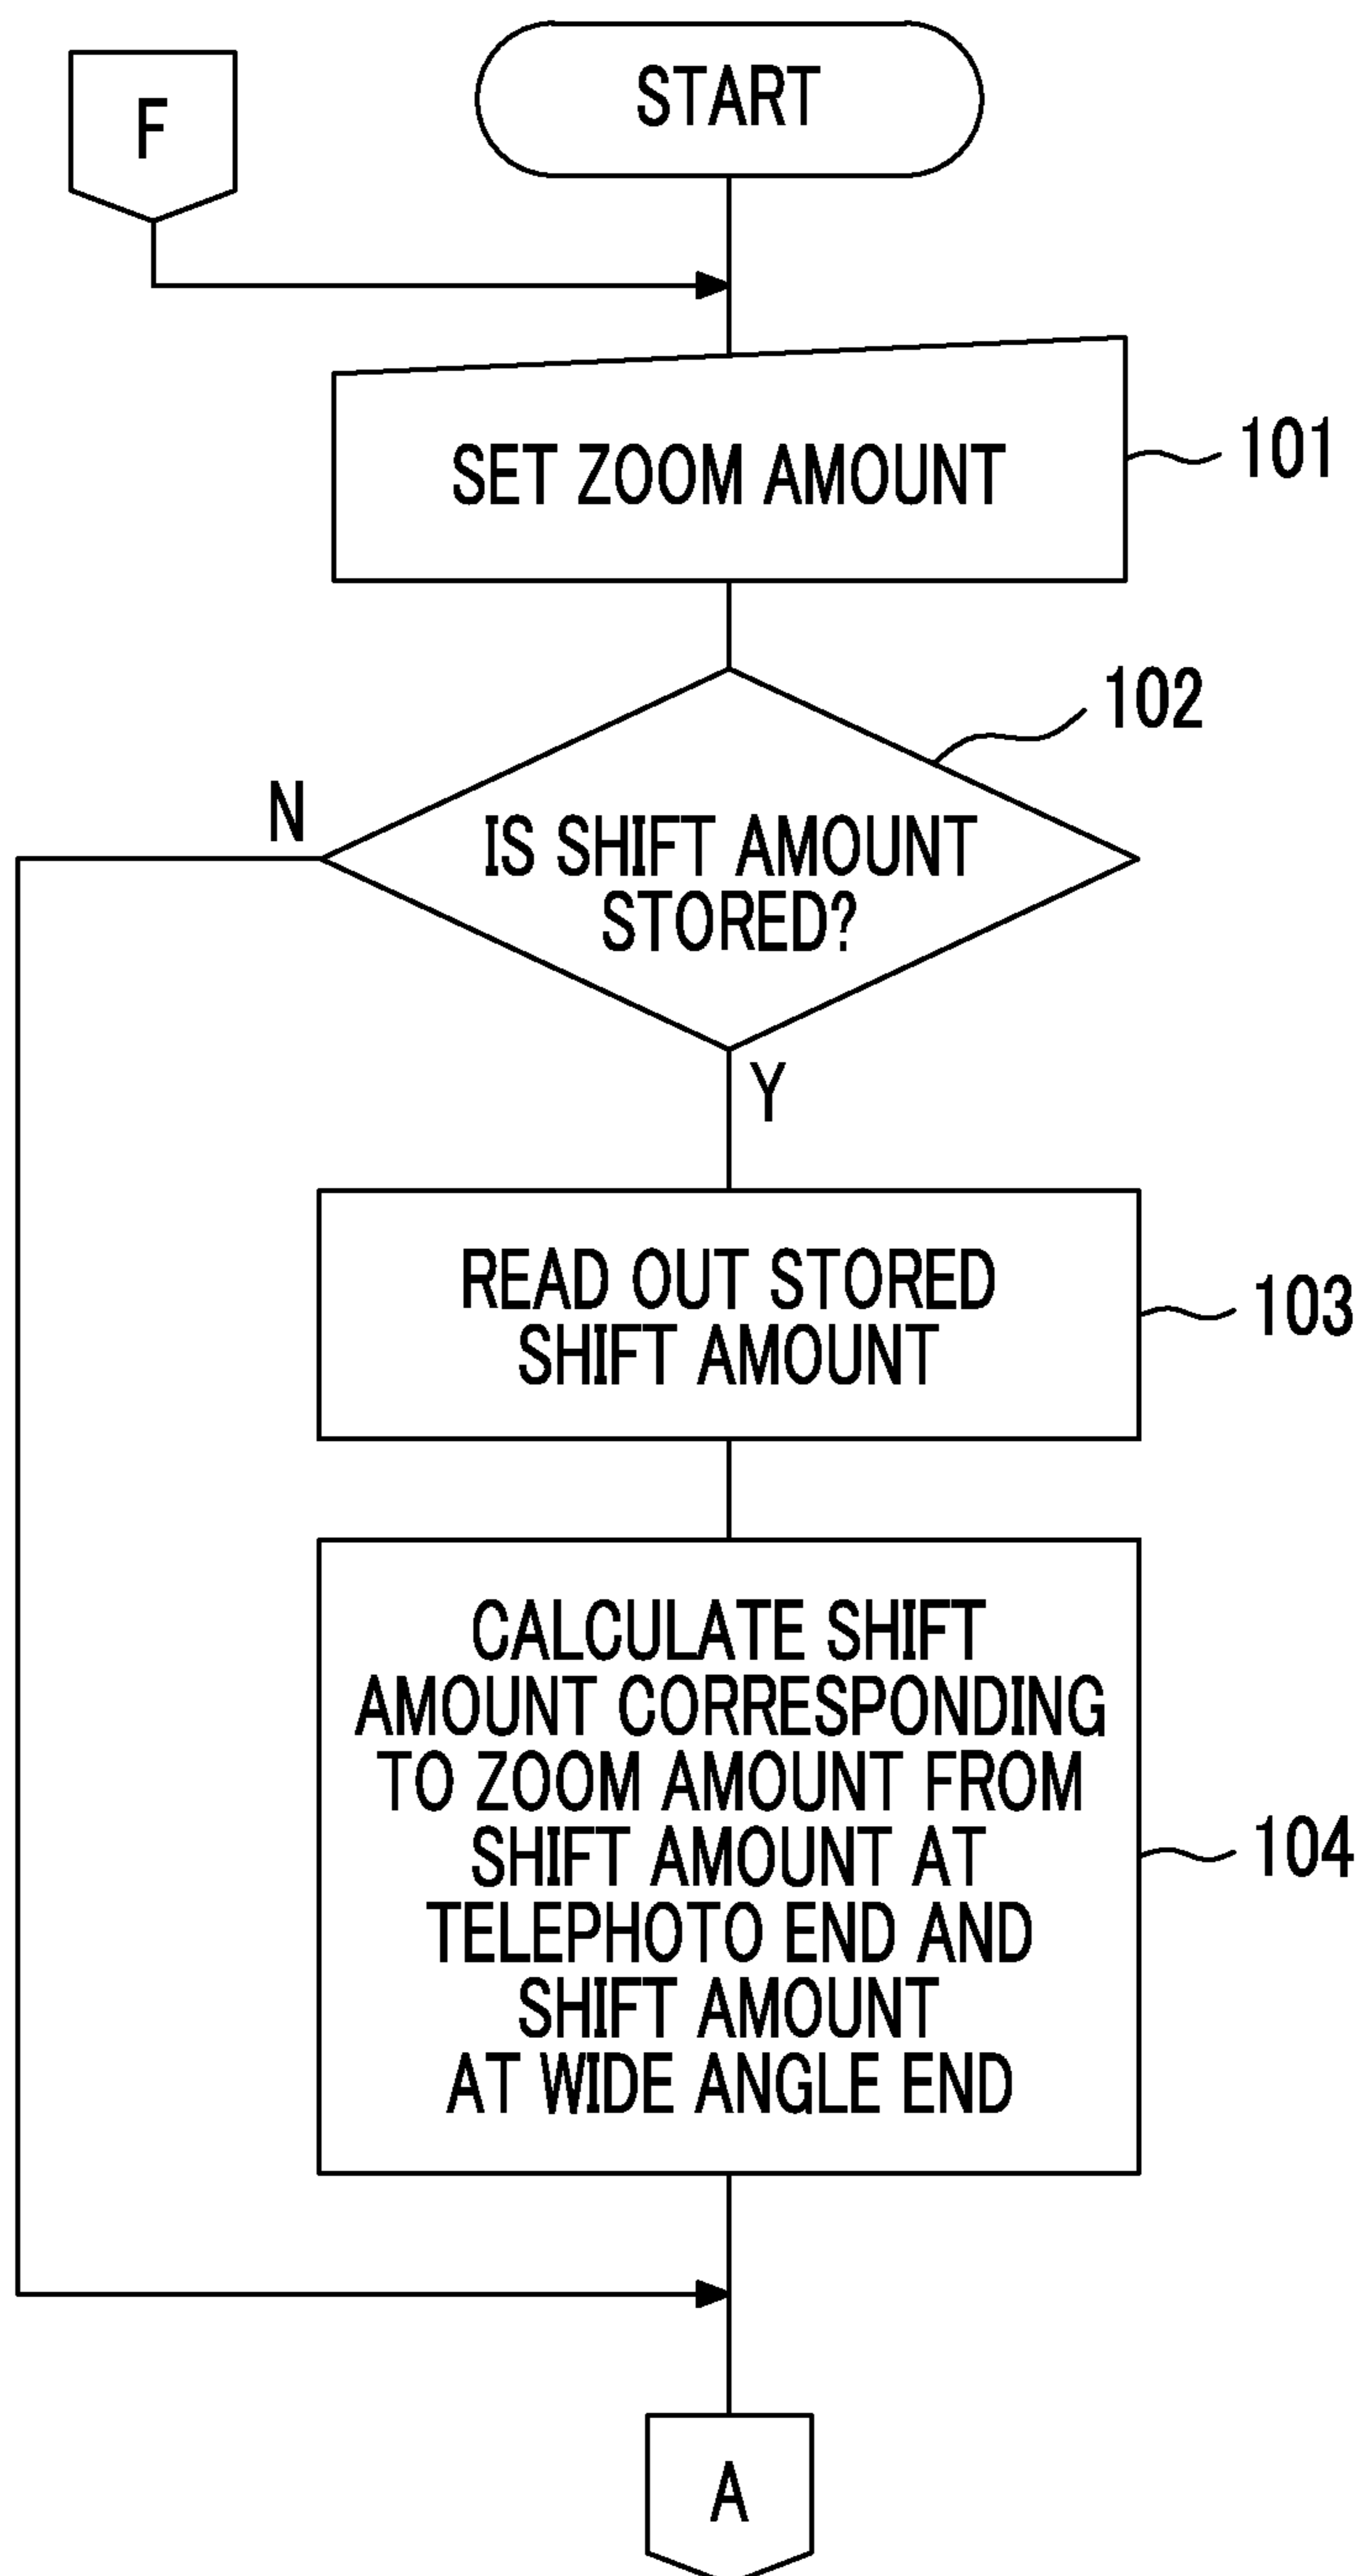 F
START
SET ZOOM AMOUNT
101
102
N
IS SHIFT AMOUNT
STORED?
Y
READ OUT STORED
SHIFT AMOUNT
103
CALCULATE SHIFT
AMOUNT CORRESPONDING
TO ZOOM AMOUNT FROM
SHIFT AMOUNT AT
TELEPHOTO END AND
SHIFT AMOUNT
AT WIDE ANGLE END
104
A